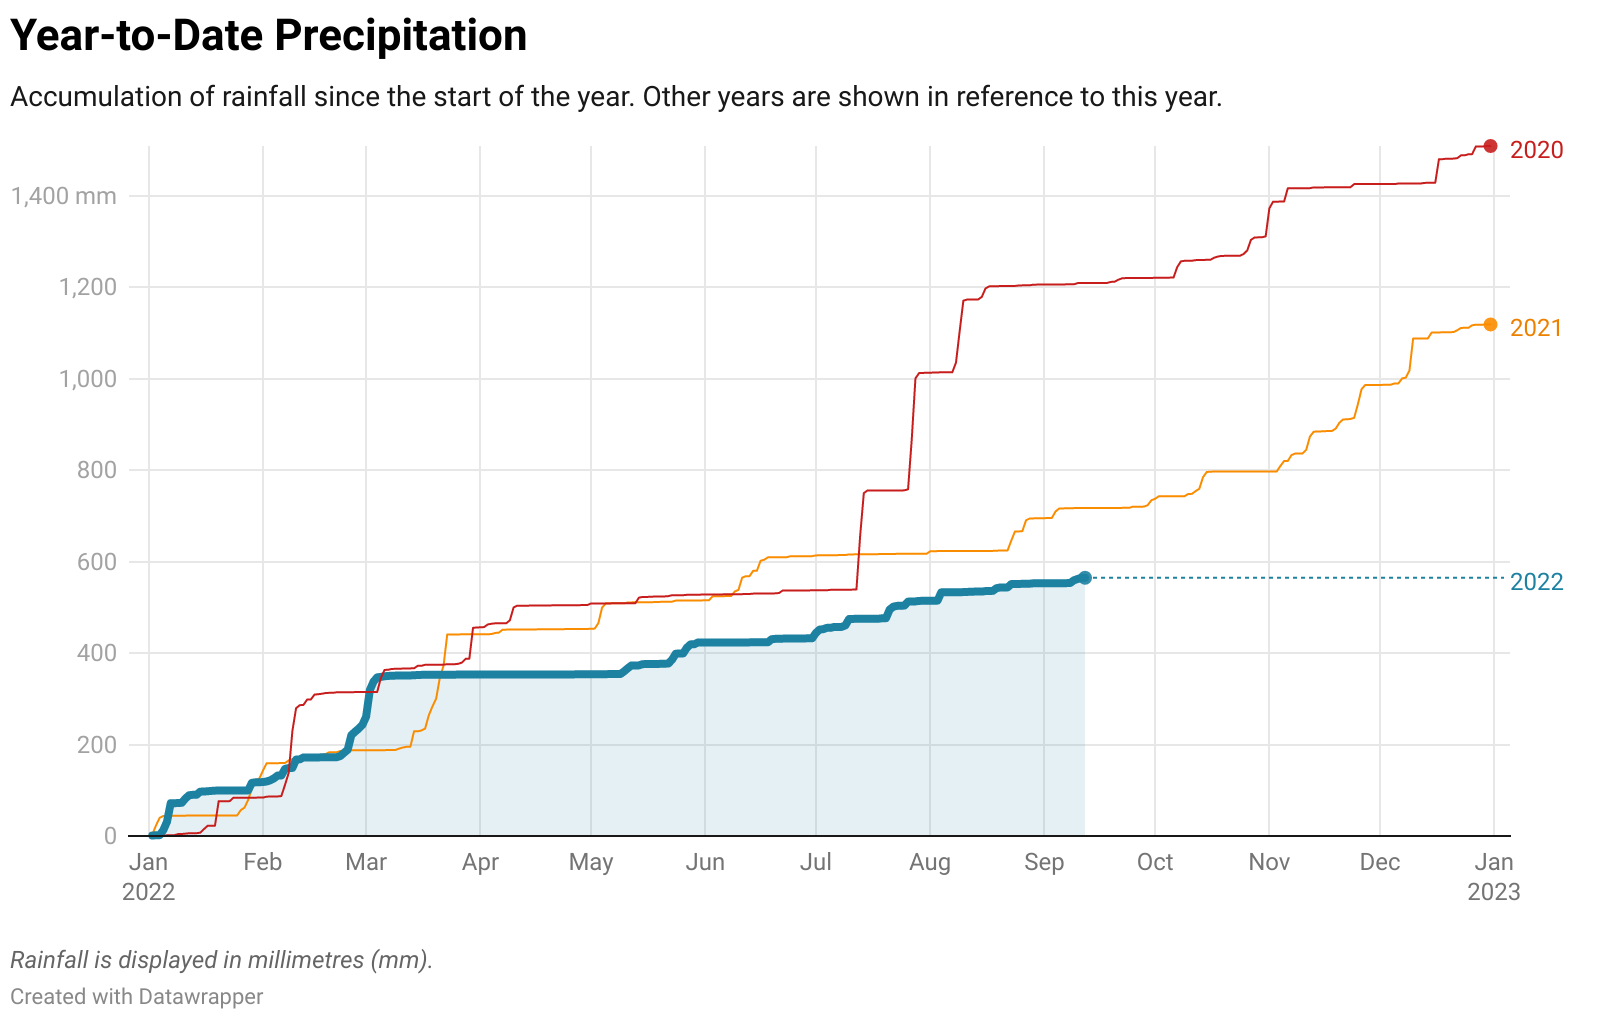 Year-to-Date Precipitation
Accumulation of rainfall since the start of the year. Other years are shown in reference to this year.
2020
1,400 mm
1,200
2021
1,000
800
600
2022
400
200
0
Jan Feb Mar Apr May Jun Jul Aug Sep Oct Nov Dec Jan
2022 2023
Rainfall is displayed in millimetres (mm).
Created with Datawrapper